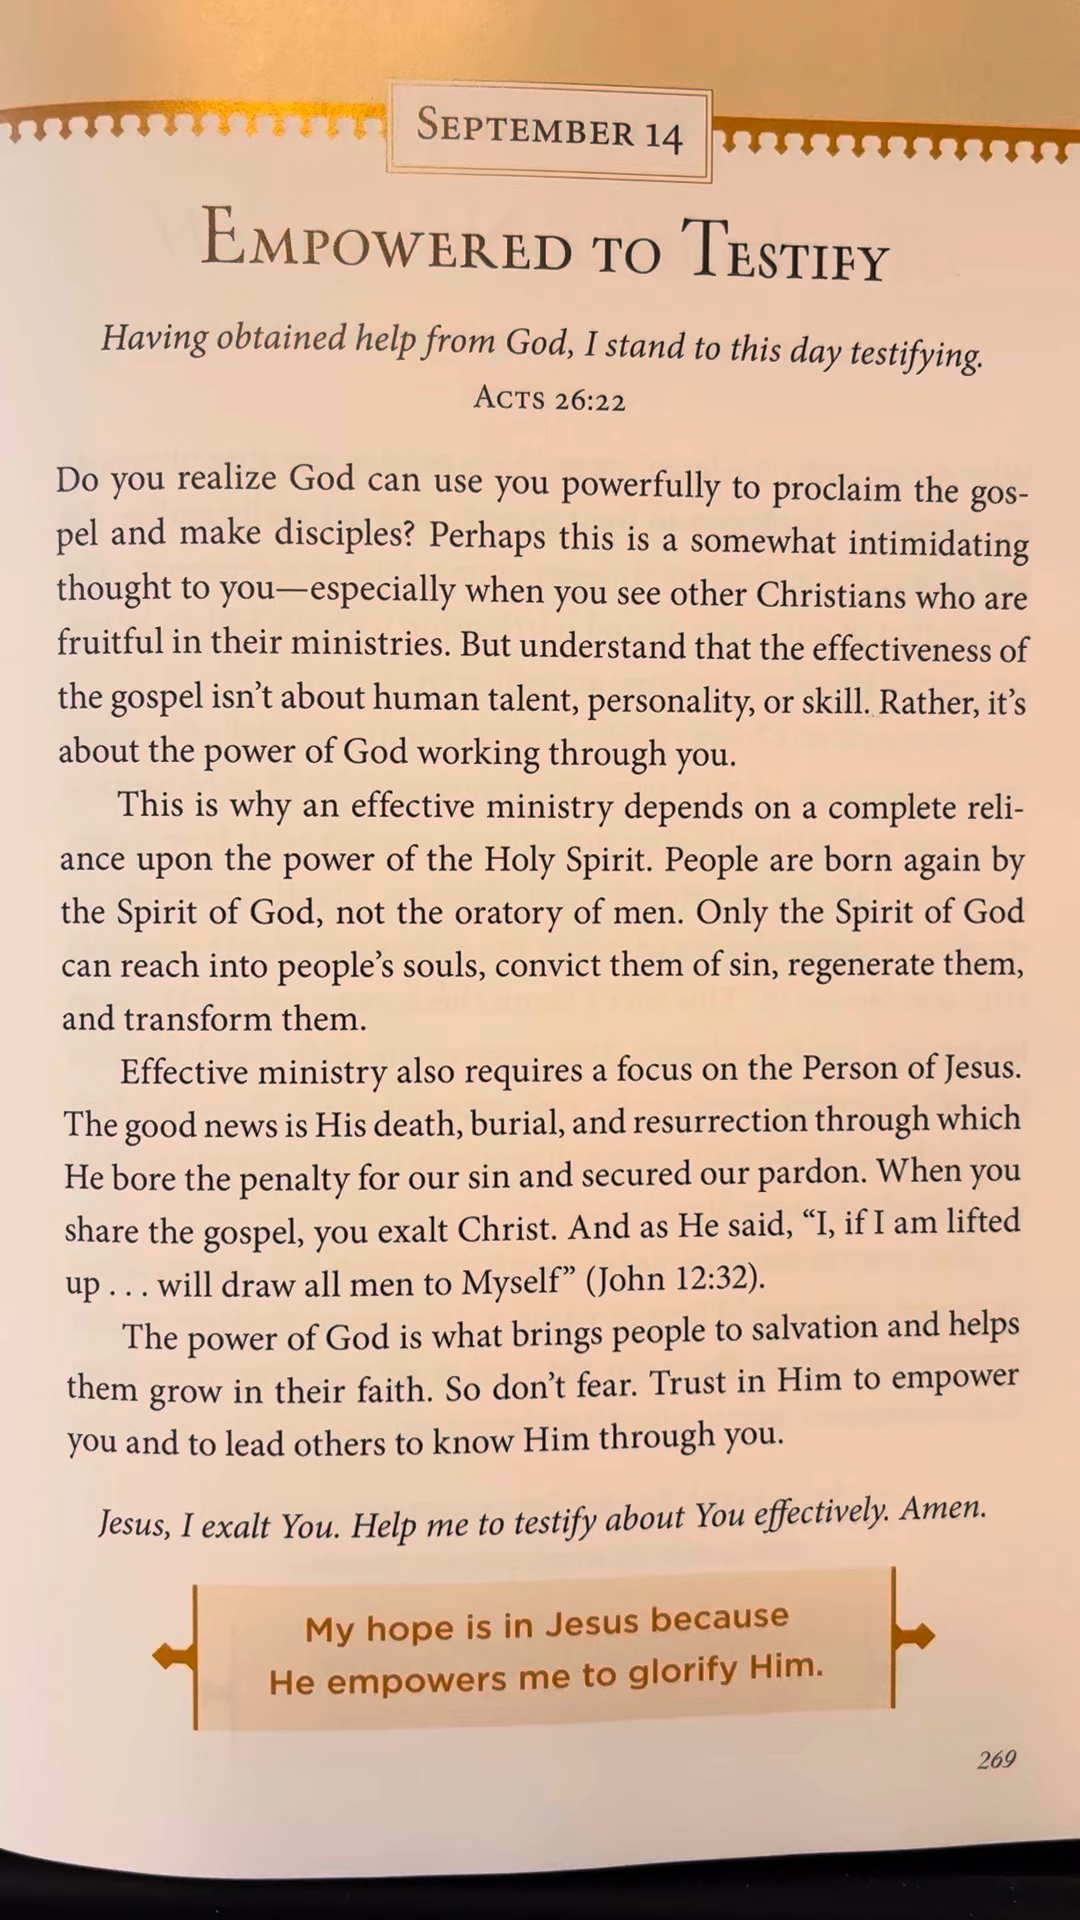 September 14
Empowered to Testify
Having obtained help from God, I stand to this day testifying.
Acts 26:22
Do you realize God can use you powerfully to proclaim the gos-
pel and make disciples? Perhaps this is a somewhat intimidating
thought to you—especially when you see other Christians who are
fruitful in their ministries. But understand that the effectiveness of
the gospel isn’t about human talent, personality, or skill. Rather, it’s
about the power of God working through you.
This is why an effective ministry depends on a complete reli-
ance upon the power of the Holy Spirit. People are born again by
the Spirit of God, not the oratory of men. Only the Spirit of God
can reach into people’s souls, convict them of sin, regenerate them,
and transform them.
Effective ministry also requires a focus on the Person of Jesus.
The good news is His death, burial, and resurrection through which
He bore the penalty for our sin and secured our pardon. When you
share the gospel, you exalt Christ. And as He said, “I, if I am lifted
up . . . will draw all men to Myself” (John 12:32).
The power of God is what brings people to salvation and helps
them grow in their faith. So don’t fear. Trust in Him to empower
you and to lead others to know Him through you.
Jesus, I exalt You. Help me to testify about You effectively. Amen.
My hope is in Jesus because
He empowers me to glorify Him.
269